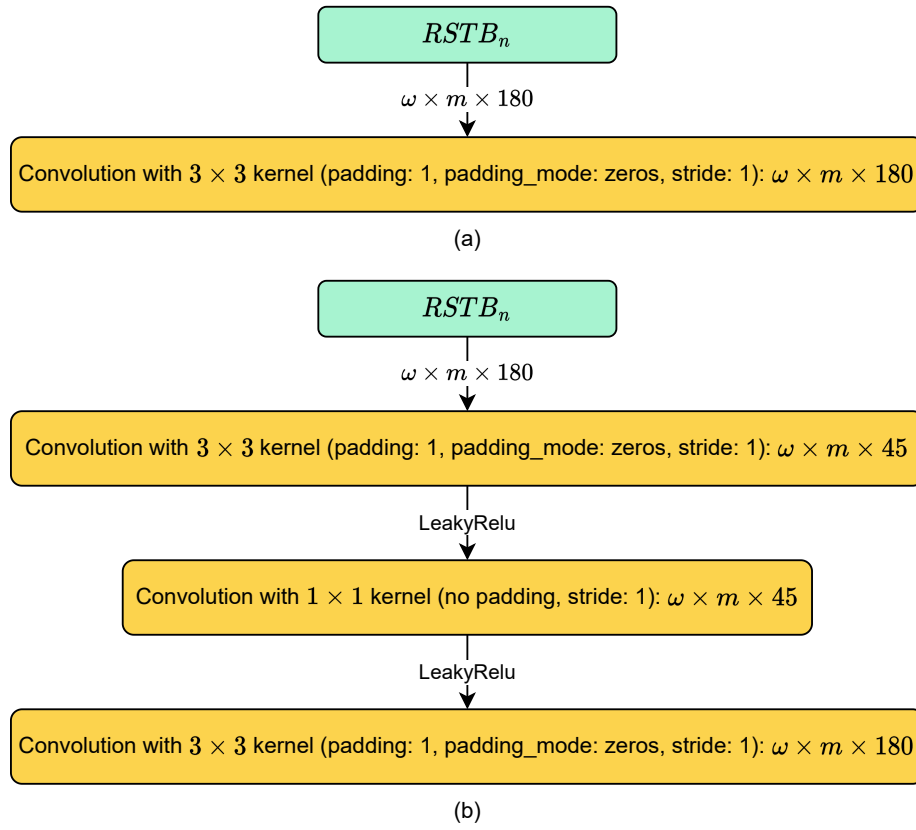 RSTBₙ
ω × m × 180
Convolution with 3 × 3 kernel (padding: 1, padding_mode: zeros, stride: 1): ω × m × 180
(a)
RSTBₙ
ω × m × 180
Convolution with 3 × 3 kernel (padding: 1, padding_mode: zeros, stride: 1): ω × m × 45
LeakyRelu
Convolution with 1 × 1 kernel (no padding, stride: 1): ω × m × 45
LeakyRelu
Convolution with 3 × 3 kernel (padding: 1, padding_mode: zeros, stride: 1): ω × m × 180
(b)